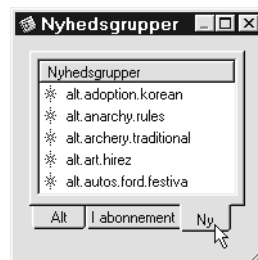 Nyhedsgrupper
Nyhedsgrupper
alt.adoption.korean
alt.anarchy.rules
alt.archery.traditional
alt.art.hirez
alt.autos.ford.festiva
Alt I abonnement Ny